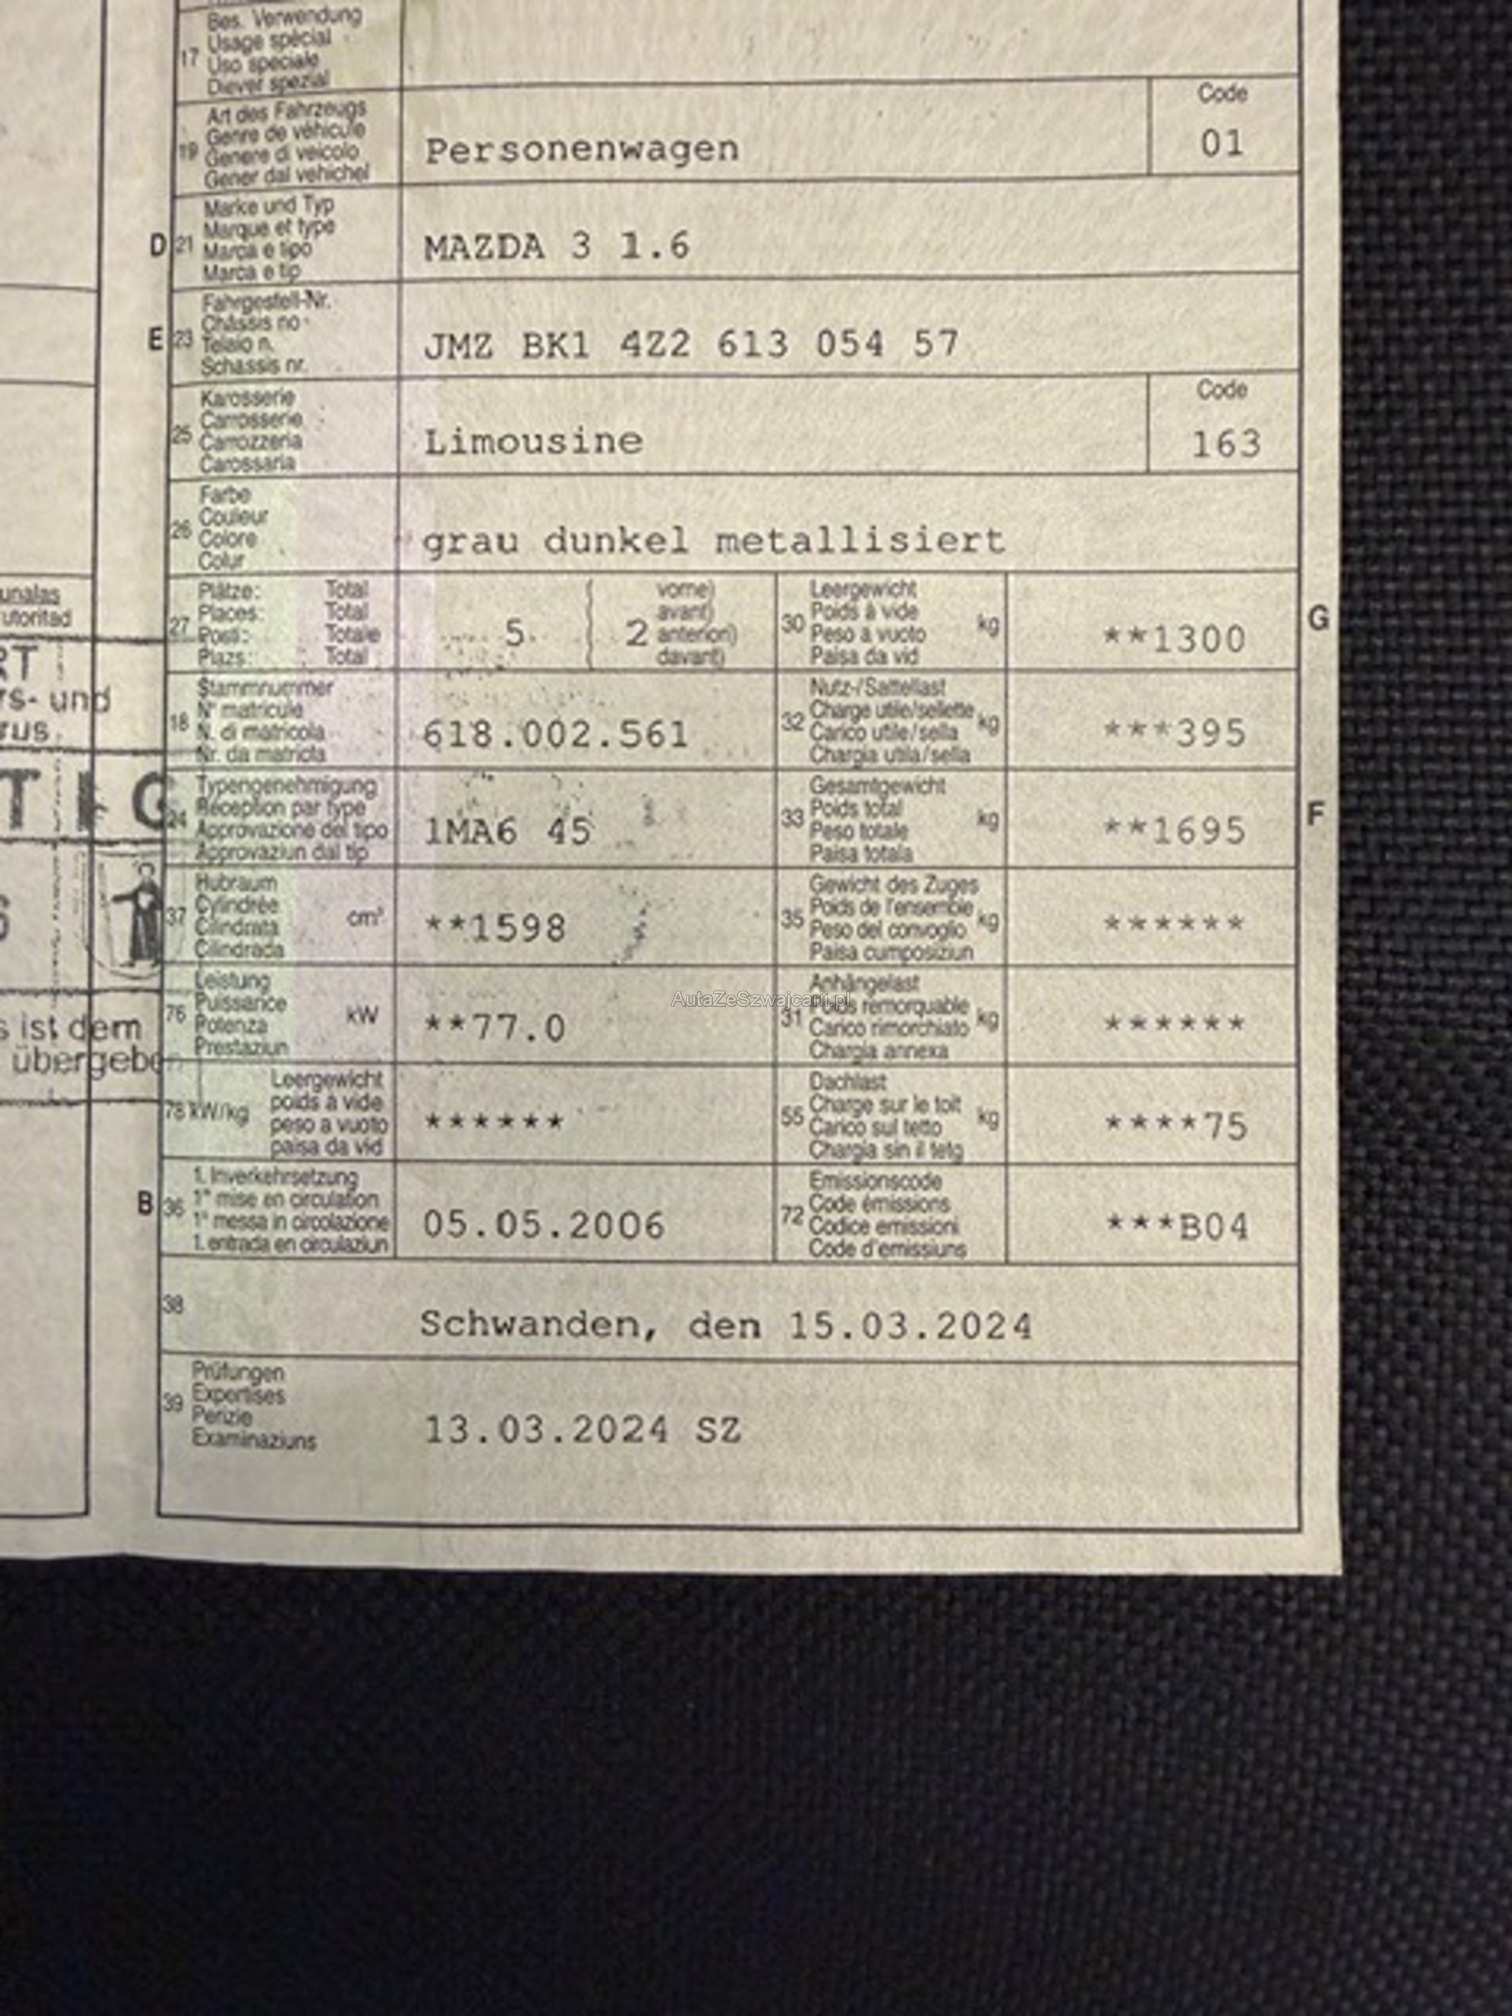 Bes. Verwendung
17 Usage spécial
Uso speciale
Diever spezial
Art des Fahrzeugs
Code
19 Genre de véhicule
Genere di veicolo
Gener dal vehichel
Personenwagen
01
Marke und Typ
Marque et type
D 21 Marca e tipo
Marca e tip
MAZDA 3 1.6
Fahrgestell-Nr.
Châssis no
E 23 Telaio n.
Schassis nr.
JMZ BK1 4Z2 613 054 57
Karosserie
Code
Carrosserie
25 Carrozzeria
Carossaria
Limousine
163
Farbe
Couleur
26 Colore
Colur
grau dunkel metallisiert
Plätze: Total
27 Places: Total
Posti: Totale
Plazs: Total
5
2
vorne)
avant)
anterion)
davant)
Leergewicht
30 Poids à vide kg
Peso a vuoto
Paisa da vid
**1300
G
Stammnummer
18 N° matricule
N. di matricola
Nr. da matricla
618.002.561
Nutz-/Sattellast
32 Charge utile/sellette kg
Carico utile/sella
Chargia utila/sella
***395
Typengenehmigung
24 Réception par type
Approvazione del tipo
Approvaziun dal tip
1MA6 45
Gesamtgewicht
33 Poids total kg
Peso totale
Paisa totala
**1695
F
Hubraum
37 Cylindrée cm³
Cilindrata
Cilindrada
**1598
Gewicht des Zuges
35 Poids de l'ensemble kg
Peso del convoglio
Paisa cumposiziun
******
Leistung
76 Puissance kW
Potenza
Prestaziun
**77.0
Anhängelast
31 Poids remorquable kg
Carico rimorchiato
Chargia annexa
******
AutaZeSzwajcarii.pl
Leergewicht
78 kW/kg poids à vide
peso a vuoto
paisa da vid
******
Dachlast
55 Charge sur le toit kg
Carico sul tetto
Chargia sin il tetg
****75
1. Inverkehrsetzung
B 36 1re mise en circulation
1a messa in circolazione
1. entrada en circulaziun
05.05.2006
Emissionscode
72 Code émissions
Codice emissioni
Code d'emissiuns
***B04
38
Schwanden, den 15.03.2024
Prüfungen
39 Expertises
Perizie
Examinaziuns
13.03.2024 SZ
unalas
utoritad
RT
rs- und
rus
s ist dem
übergebe